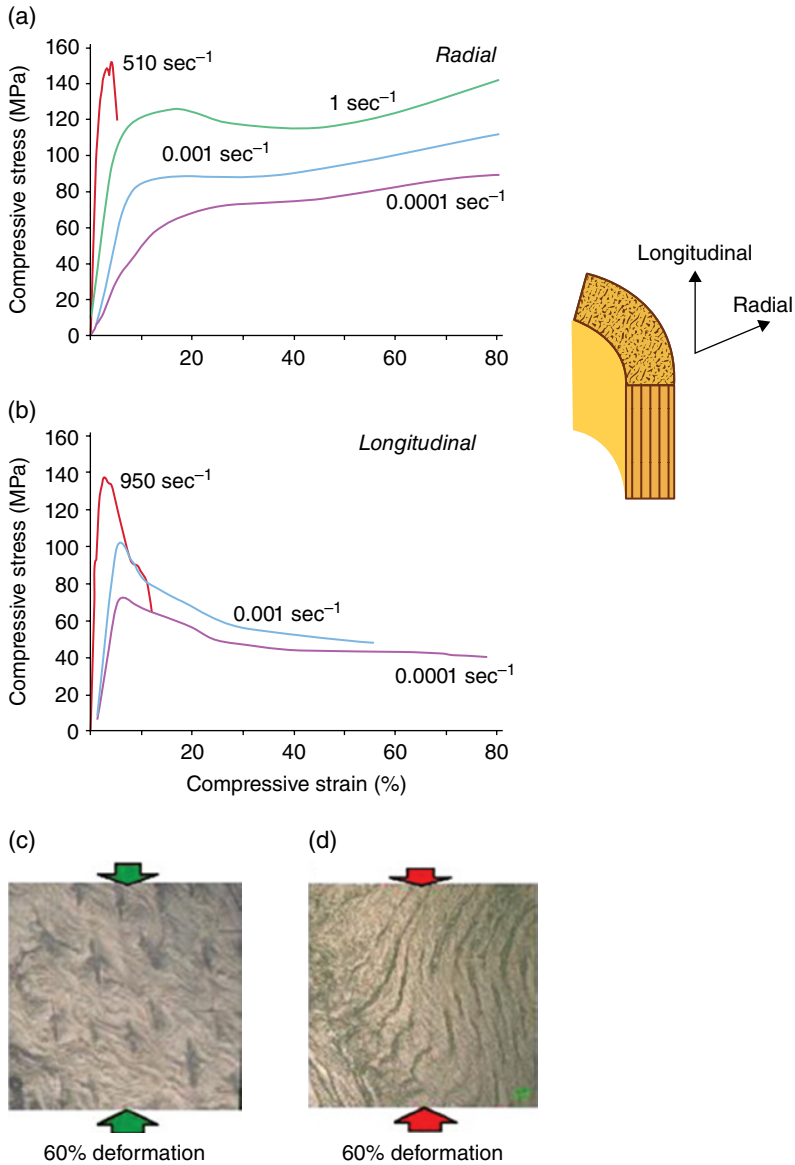 (a)
160
140
120
100
80
60
40
20
0
Compressive stress (MPa)
510 sec⁻¹
Radial
1 sec⁻¹
0.001 sec⁻¹
0.0001 sec⁻¹
20
40
60
80
Longitudinal
Radial
(b)
160
140
120
100
80
60
40
20
0
Compressive stress (MPa)
Longitudinal
950 sec⁻¹
0.001 sec⁻¹
0.0001 sec⁻¹
20
40
60
80
Compressive strain (%)
(c)
(d)
60% deformation
60% deformation